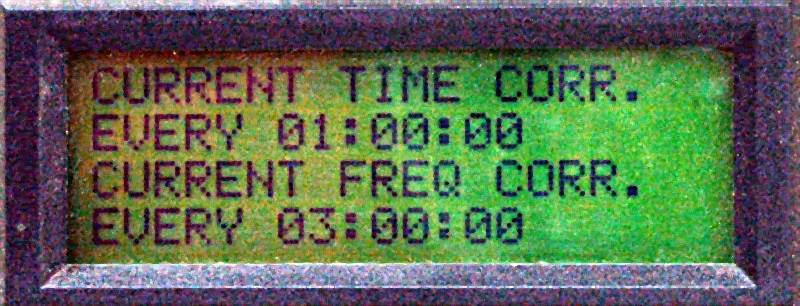 CURRENT TIME CORR.
EVERY 01:00:00
CURRENT FREQ CORR.
EVERY 03:00:00